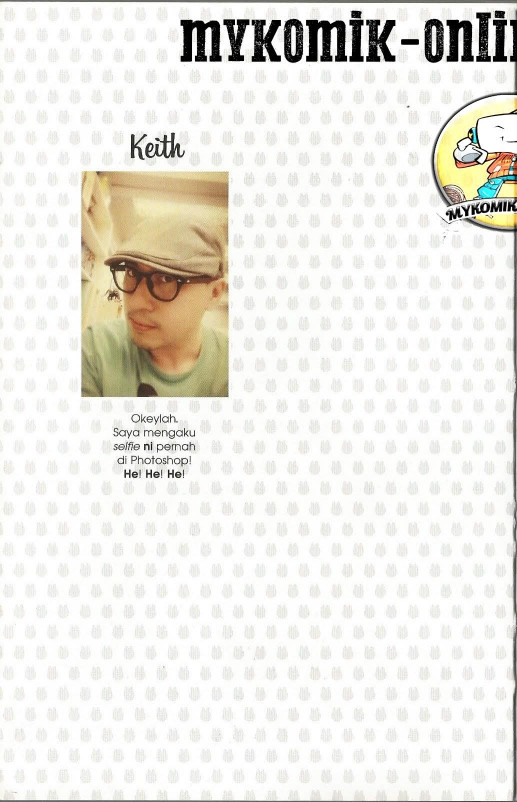 mykomik-onli
MYKOMIK
Keith
Okeylah.
Saya mengaku
selfie ni pernah
di Photoshop!
He! He! He!